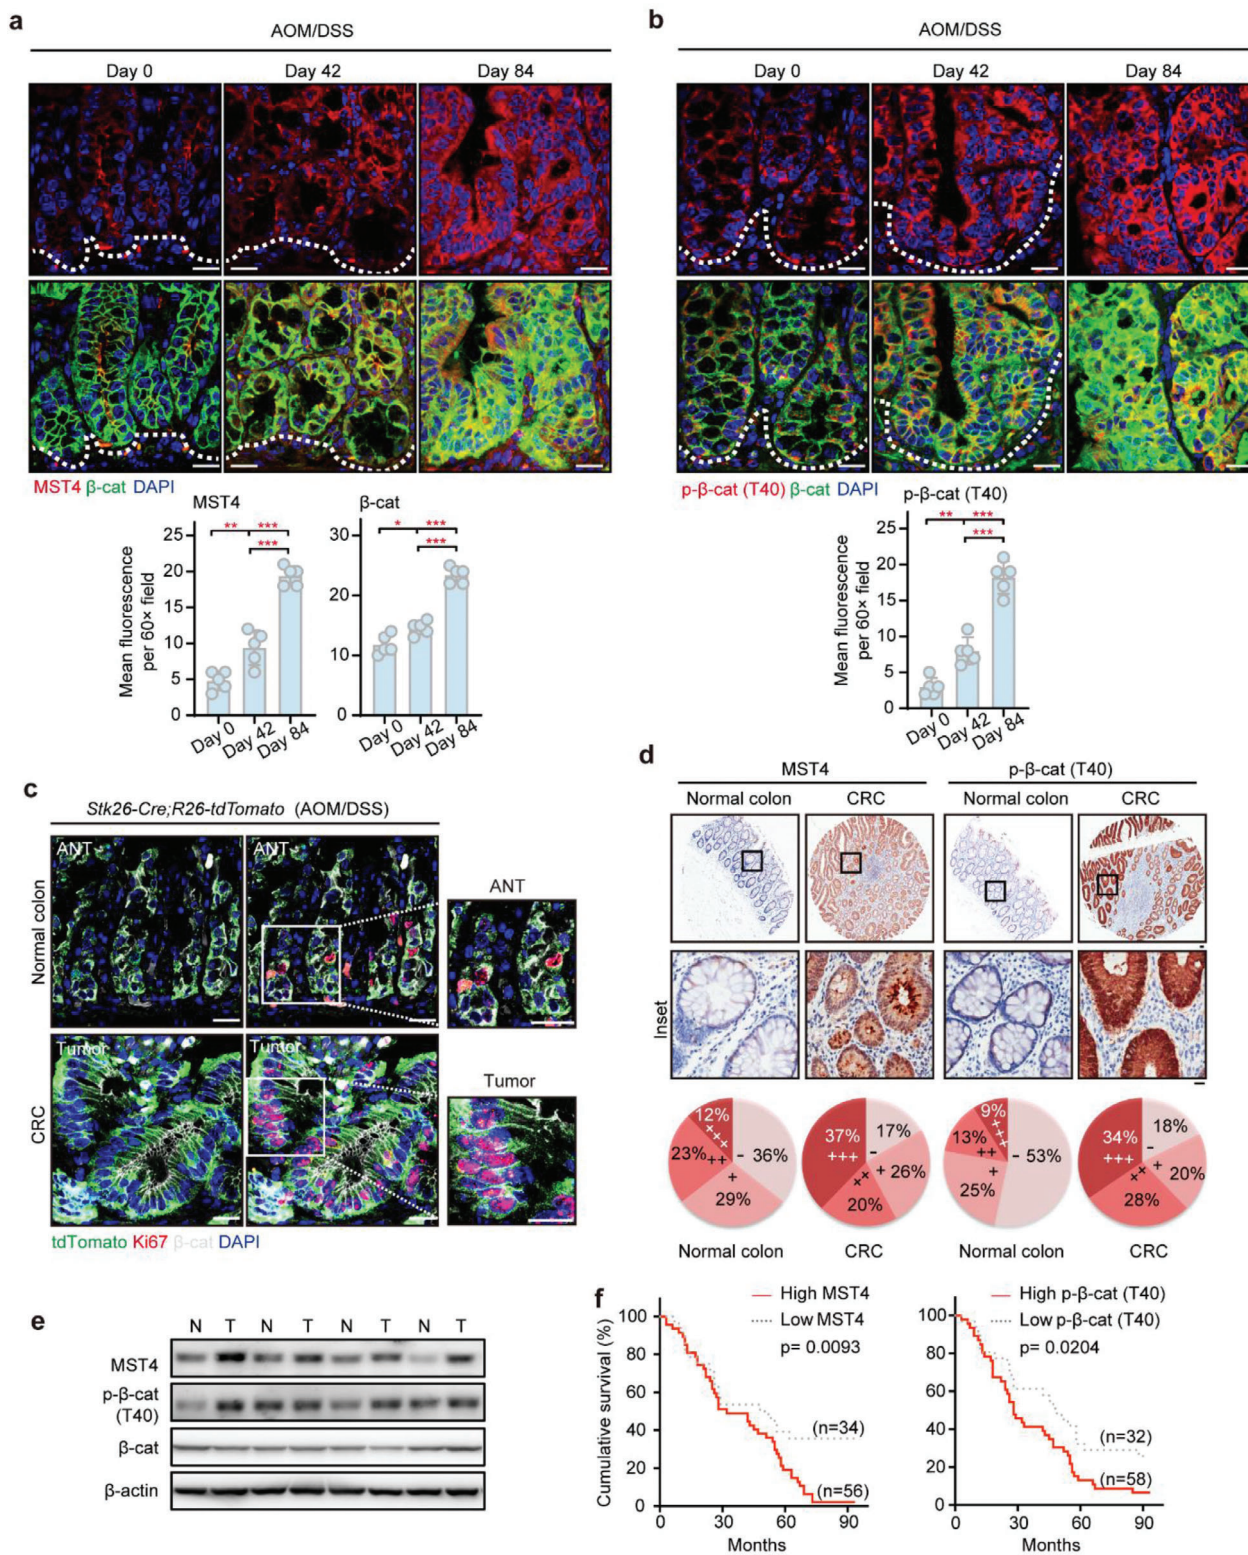 a
AOM/DSS
Day 0 Day 42 Day 84
MST4 β-cat DAPI
MST4
β-cat
Mean fluorescence
per 60× field
25
20
15
10
5
0
** ***
***
Day 0 Day 42 Day 84
30
20
10
0
* ***
***
Day 0 Day 42 Day 84
b
AOM/DSS
Day 0 Day 42 Day 84
p-β-cat (T40) β-cat DAPI
p-β-cat (T40)
Mean fluorescence
per 60× field
25
20
15
10
5
0
** ***
***
Day 0 Day 42 Day 84
c
Stk26-Cre;R26-tdTomato (AOM/DSS)
Normal colon
ANT
ANT
ANT
CRC
Tumor
Tumor
Tumor
tdTomato Ki67 β-cat DAPI
d
MST4 p-β-cat (T40)
Normal colon CRC Normal colon CRC
Inset
12% +++
23% ++
- 36%
+ 29%
Normal colon
37% +++
17% -
+ 26%
++ 20%
CRC
9% +++
13% ++
- 53%
+ 25%
Normal colon
34% +++
18% -
+ 20%
++ 28%
CRC
e
N T N T N T N T
MST4
p-β-cat
(T40)
β-cat
β-actin
f
High MST4
Low MST4
p= 0.0093
Cumulative survival (%)
100
80
60
40
20
0
(n=34)
(n=56)
0 30 60 90
Months
High p-β-cat (T40)
Low p-β-cat (T40)
p= 0.0204
100
80
60
40
20
0
(n=32)
(n=58)
0 30 60 90
Months